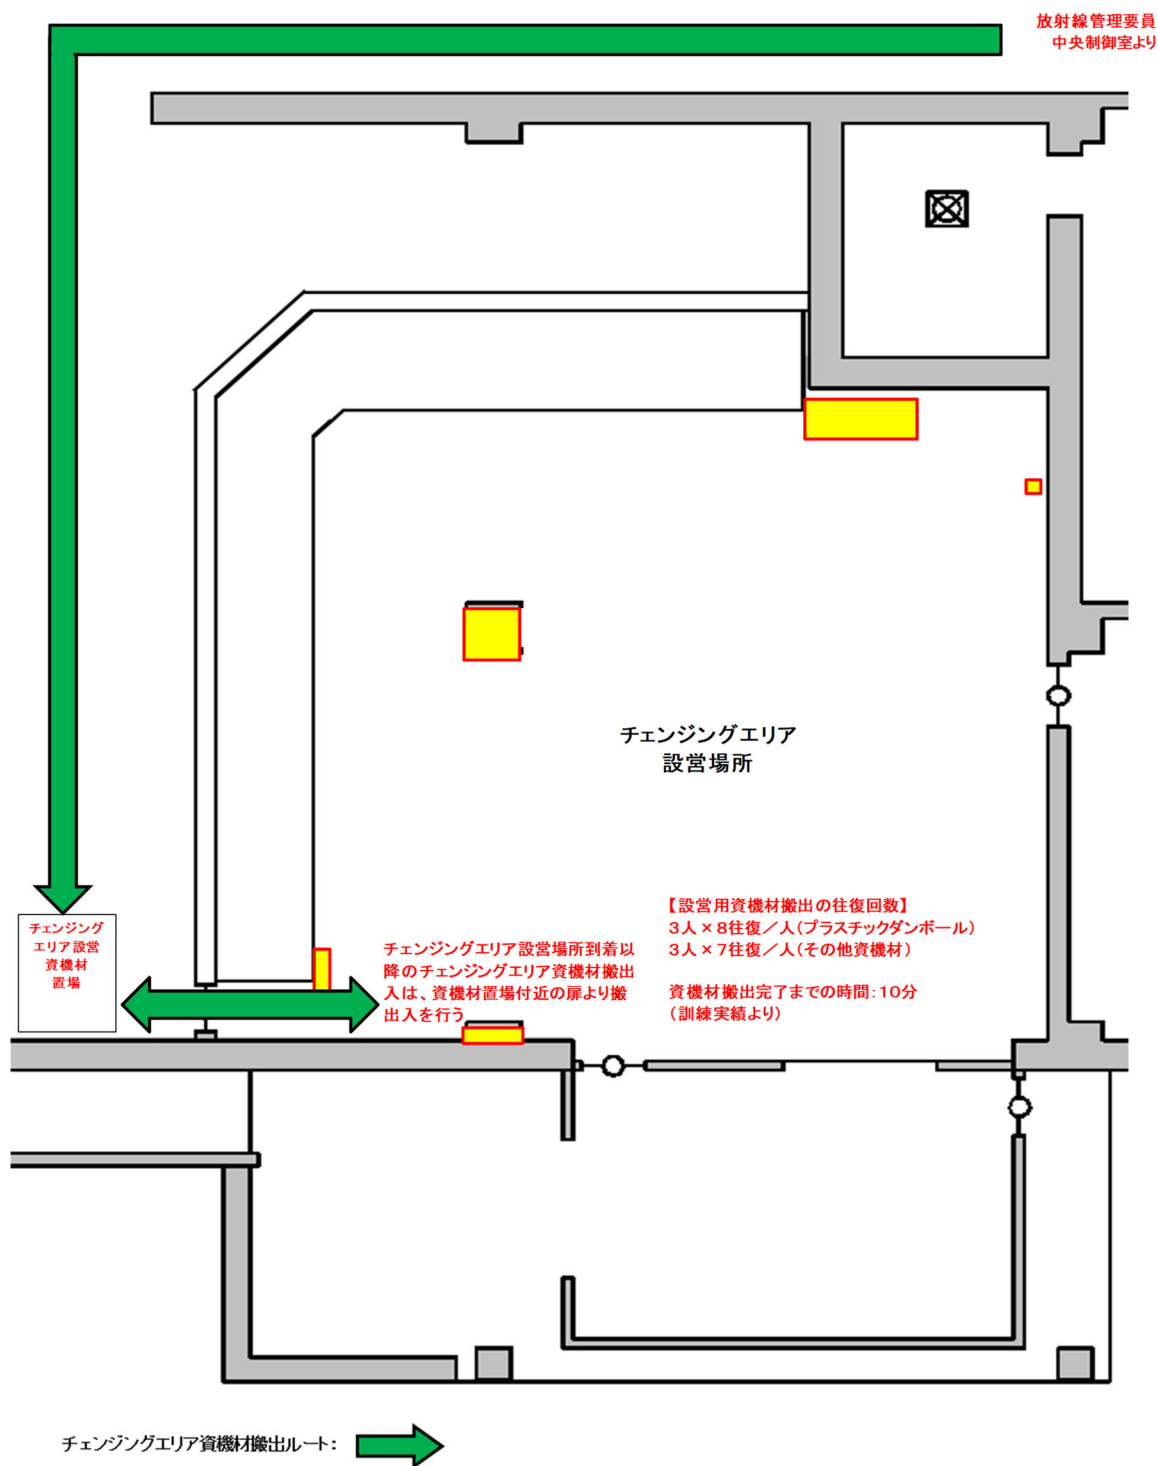 放射線管理要員
中央制御室より
チェンジングエリア
設営場所
チェンジング
エリア設営
資機材
置場
チェンジングエリア設営場所到着以
降のチェンジングエリア資機材搬出
入は、資機材置場付近の扉より搬
出入を行う
【設営用資機材搬出の往復回数】
3人×8往復／人(プラスチックダンボール)
3人×7往復／人(その他資機材)
資機材搬出完了までの時間:10分
(訓練実績より)
チェンジングエリア資機材搬出ルート: